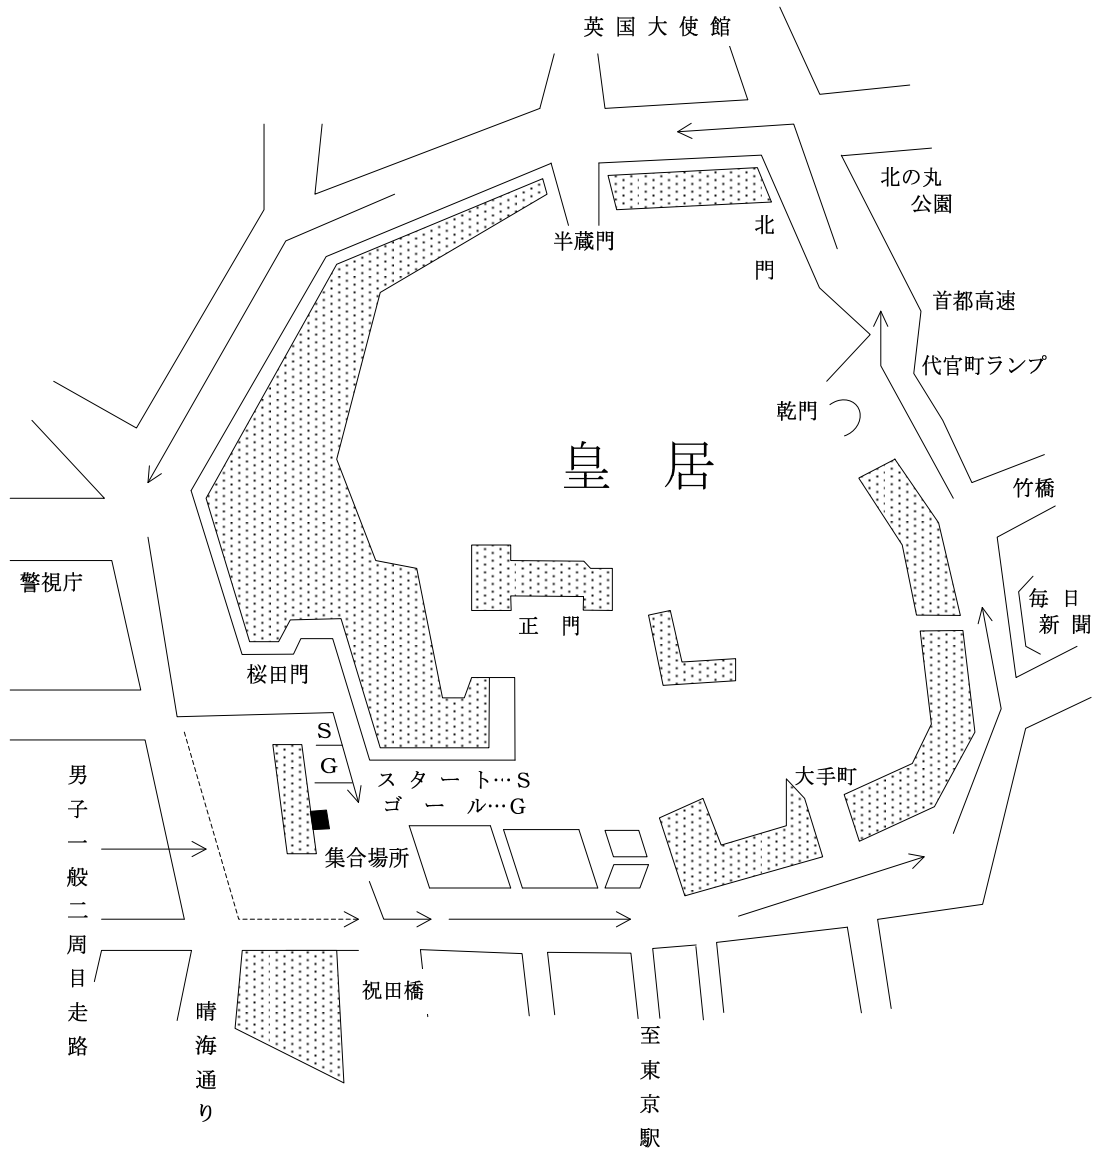 英国大使館
北の丸
公園
半蔵門
北門
首都高速
代官町ランプ
乾門
皇居
竹橋
警視庁
毎日
新聞
正門
桜田門
S
G
スタート…S
ゴール…G
大手町
男子一般二周目走路
集合場所
祝田橋
晴海通り
至東京駅